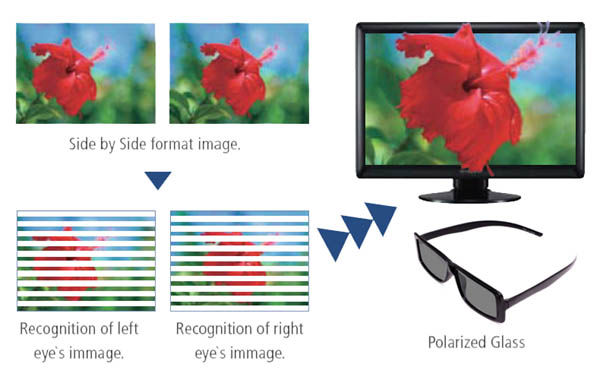 Side by Side format image.
Recognition of left
eye`s immage.
Recognition of right
eye`s immage.
Polarized Glass